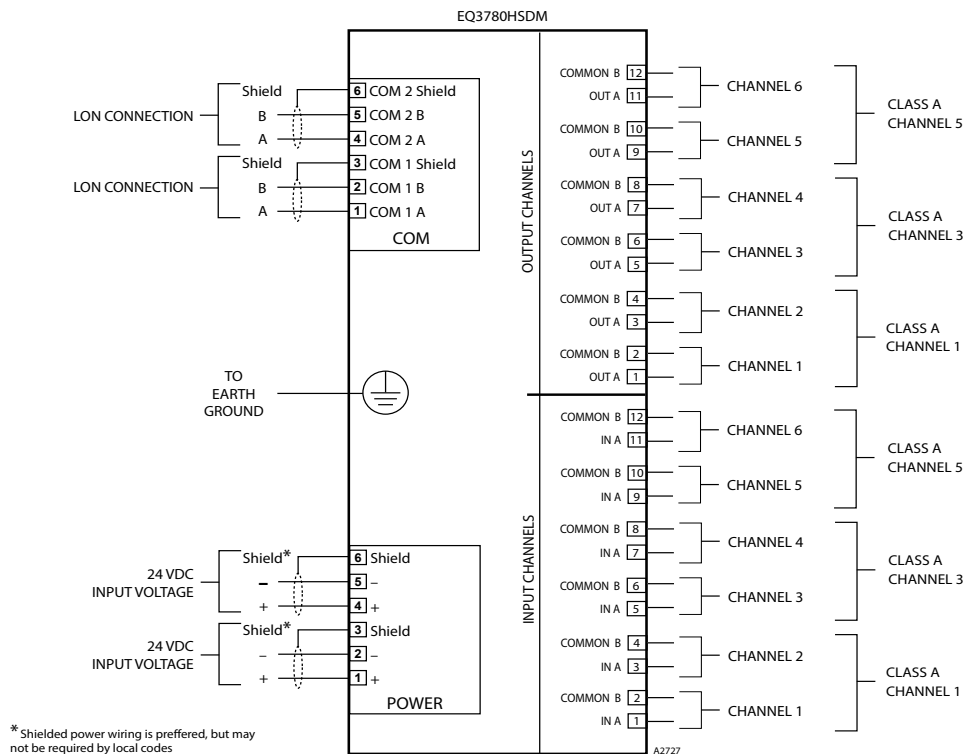 EQ3780HSDM
LON CONNECTION
Shield
B
A
6 COM 2 Shield
5 COM 2 B
4 COM 2 A
LON CONNECTION
Shield
B
A
3 COM 1 Shield
2 COM 1 B
1 COM 1 A
COM
TO
EARTH
GROUND
24 VDC
INPUT VOLTAGE
Shield*
–
+
6 Shield
5 –
4 +
24 VDC
INPUT VOLTAGE
Shield*
–
+
3 Shield
2 –
1 +
POWER
* Shielded power wiring is preffered, but may
not be required by local codes
OUTPUT CHANNELS
COMMON B 12
OUT A 11
CHANNEL 6
COMMON B 10
OUT A 9
CHANNEL 5
CLASS A
CHANNEL 5
COMMON B 8
OUT A 7
CHANNEL 4
COMMON B 6
OUT A 5
CHANNEL 3
CLASS A
CHANNEL 3
COMMON B 4
OUT A 3
CHANNEL 2
COMMON B 2
OUT A 1
CHANNEL 1
CLASS A
CHANNEL 1
INPUT CHANNELS
COMMON B 12
IN A 11
CHANNEL 6
COMMON B 10
IN A 9
CHANNEL 5
CLASS A
CHANNEL 5
COMMON B 8
IN A 7
CHANNEL 4
COMMON B 6
IN A 5
CHANNEL 3
CLASS A
CHANNEL 3
COMMON B 4
IN A 3
CHANNEL 2
COMMON B 2
IN A 1
CHANNEL 1
CLASS A
CHANNEL 1
A2727